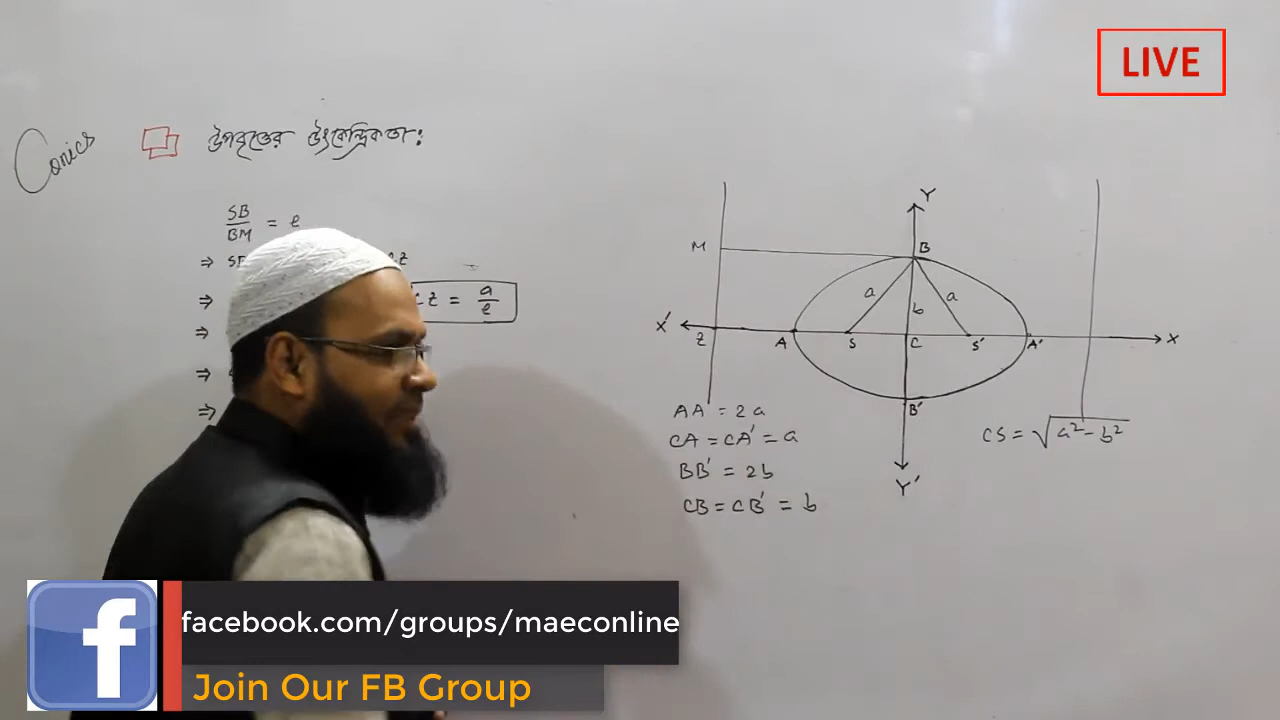 LIVE
Conics
উপবৃত্তের উৎকেন্দ্রিকতা:
SB/BM = e
⇒
⇒ CZ = a/e
⇒
⇒
⇒
Y
M B
a a
b
X' Z A S C S' A' X
B'
Y'
AA' = 2a
CA = CA' = a
BB' = 2b
CB = CB' = b
CS = √a²-b²
facebook.com/groups/maeconline
Join Our FB Group